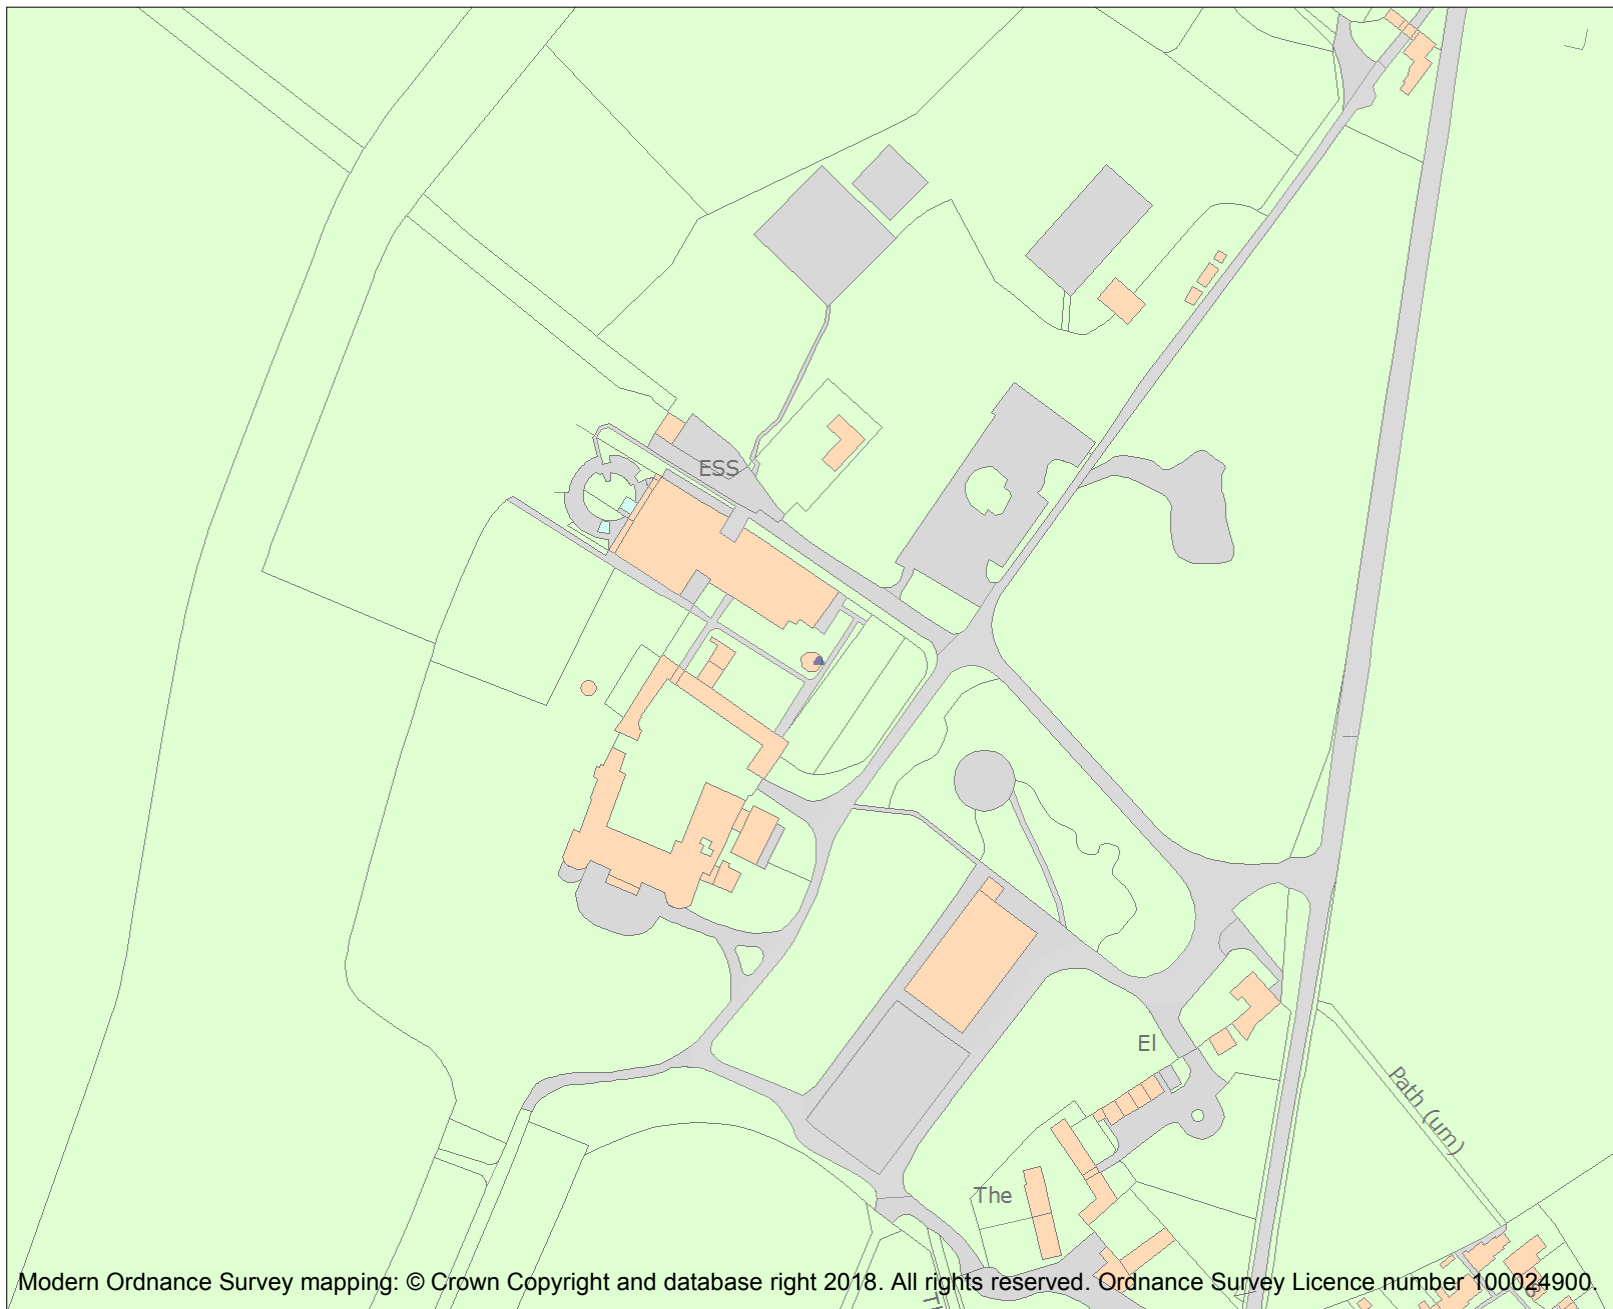 ESS
El
Path (um)
The
Modern Ordnance Survey mapping: © Crown Copyright and database right 2018. All rights reserved. Ordnance Survey Licence number 100024900.